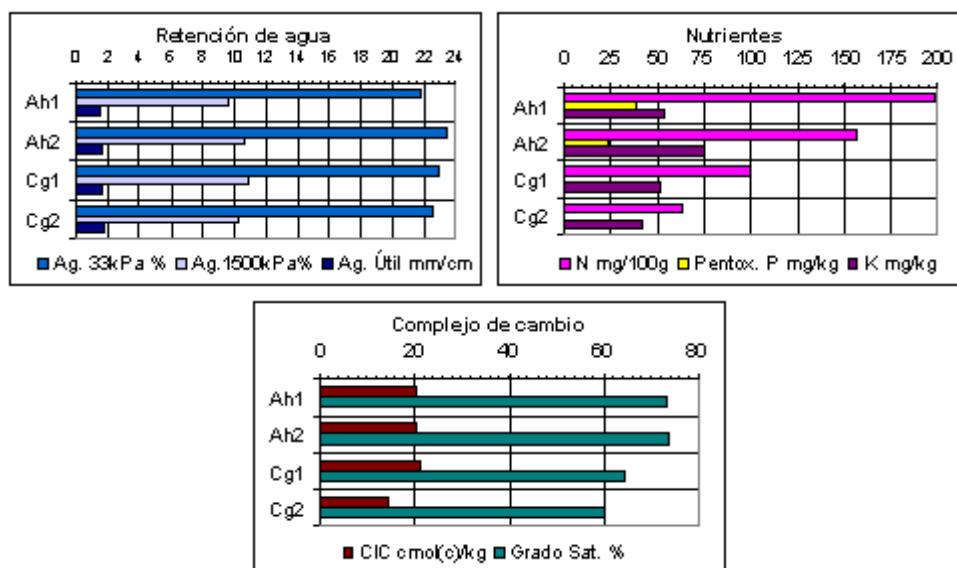 Retención de agua
0 2 4 6 8 10 12 14 16 18 20 22 24
Ah1
Ah2
Cg1
Cg2
Ag. 33kPa % Ag.1500kPa% Ag. Útil mm/cm
Nutrientes
0 25 50 75 100 125 150 175 200
Ah1
Ah2
Cg1
Cg2
N mg/100g Pentox. P mg/kg K mg/kg
Complejo de cambio
0 20 40 60 80
Ah1
Ah2
Cg1
Cg2
CIC cmol(c)/kg Grado Sat. %